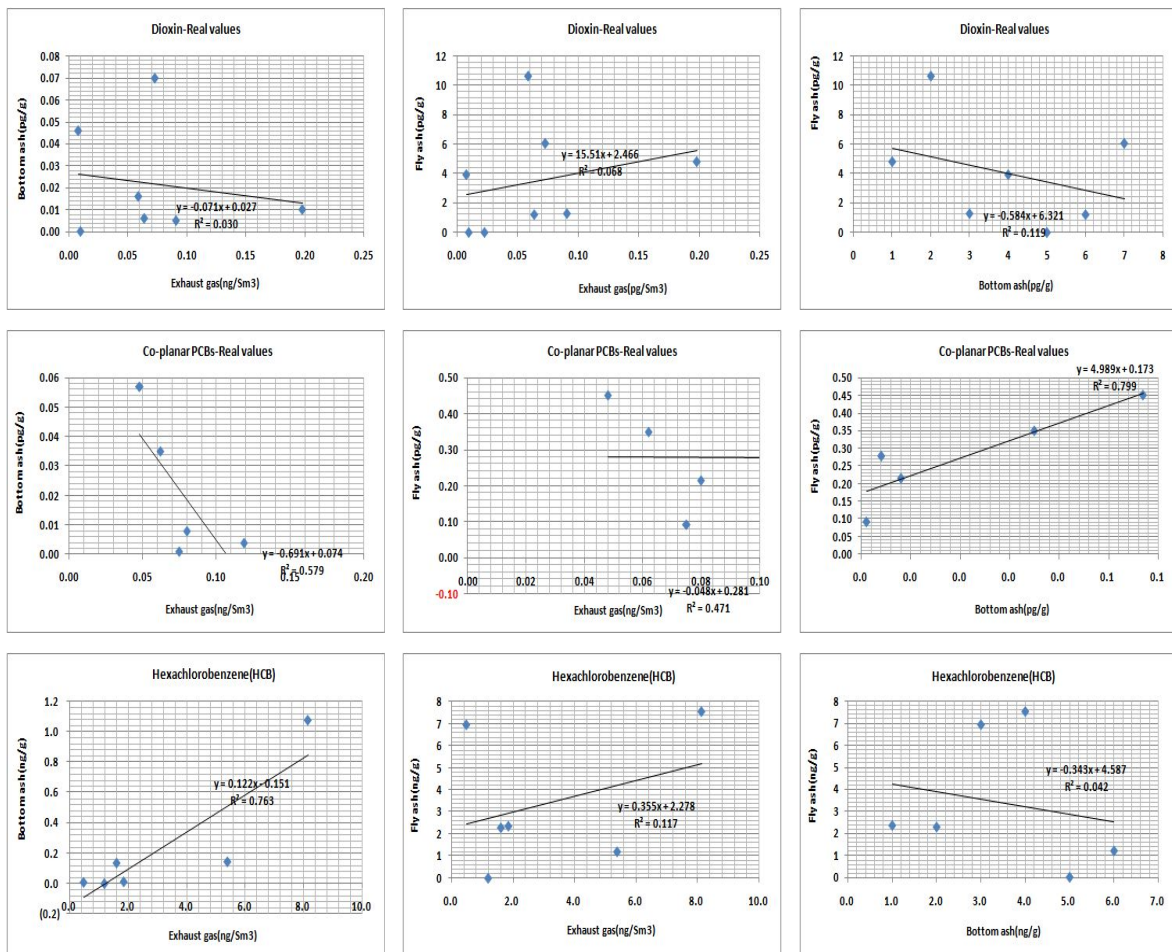 Dioxin-Real values
Bottom ash(pg/g)
0.08
0.07
0.06
0.05
0.04
0.03
0.02
0.01
0.00
y = -0.071x + 0.027
R² = 0.030
0.00 0.05 0.10 0.15 0.20 0.25
Exhaust gas(ng/Sm3)
Dioxin-Real values
Fly ash(pg/g)
12
10
8
6
4
2
0
y = 15.51x + 2.466
R² = 0.068
0.00 0.05 0.10 0.15 0.20 0.25
Exhaust gas(pg/Sm3)
Dioxin-Real values
Fly ash(pg/g)
12
10
8
6
4
2
0
y = -0.584x + 6.321
R² = 0.119
0 1 2 3 4 5 6 7 8
Bottom ash(pg/g)
Co-planar PCBs-Real values
Bottom ash(pg/g)
0.06
0.05
0.04
0.03
0.02
0.01
0.00
y = -0.691x + 0.074
R² = 0.579
0.00 0.05 0.10 0.15 0.20
Exhaust gas(ng/Sm3)
Co-planar PCBs-Real values
Fly ash(pg/g)
0.50
0.40
0.30
0.20
0.10
0.00
-0.10
0.00 0.02 0.04 0.06 0.08 0.10
y = -0.048x + 0.281
R² = 0.471
Exhaust gas(ng/Sm3)
Co-planar PCBs-Real values
y = 4.989x + 0.173
R² = 0.799
Fly ash(pg/g)
0.50
0.45
0.40
0.35
0.30
0.25
0.20
0.15
0.10
0.05
0.00
0.0 0.0 0.0 0.0 0.0 0.1 0.1
Bottom ash(pg/g)
Hexachlorobenzene(HCB)
Bottom ash(ng/g)
1.2
1.0
0.8
0.6
0.4
0.2
0.0
(0.2)
y = 0.122x - 0.151
R² = 0.763
0.0 2.0 4.0 6.0 8.0 10.0
Exhaust gas(ng/Sm3)
Hexachlorobenzene(HCB)
Fly ash(ng/g)
8
7
6
5
4
3
2
1
0
y = 0.355x + 2.278
R² = 0.117
0.0 2.0 4.0 6.0 8.0 10.0
Exhaust gas(ng/Sm3)
Hexachlorobenzene(HCB)
Fly ash(ng/g)
8
7
6
5
4
3
2
1
0
y = -0.343x + 4.587
R² = 0.042
0.0 1.0 2.0 3.0 4.0 5.0 6.0 7.0
Bottom ash(ng/g)